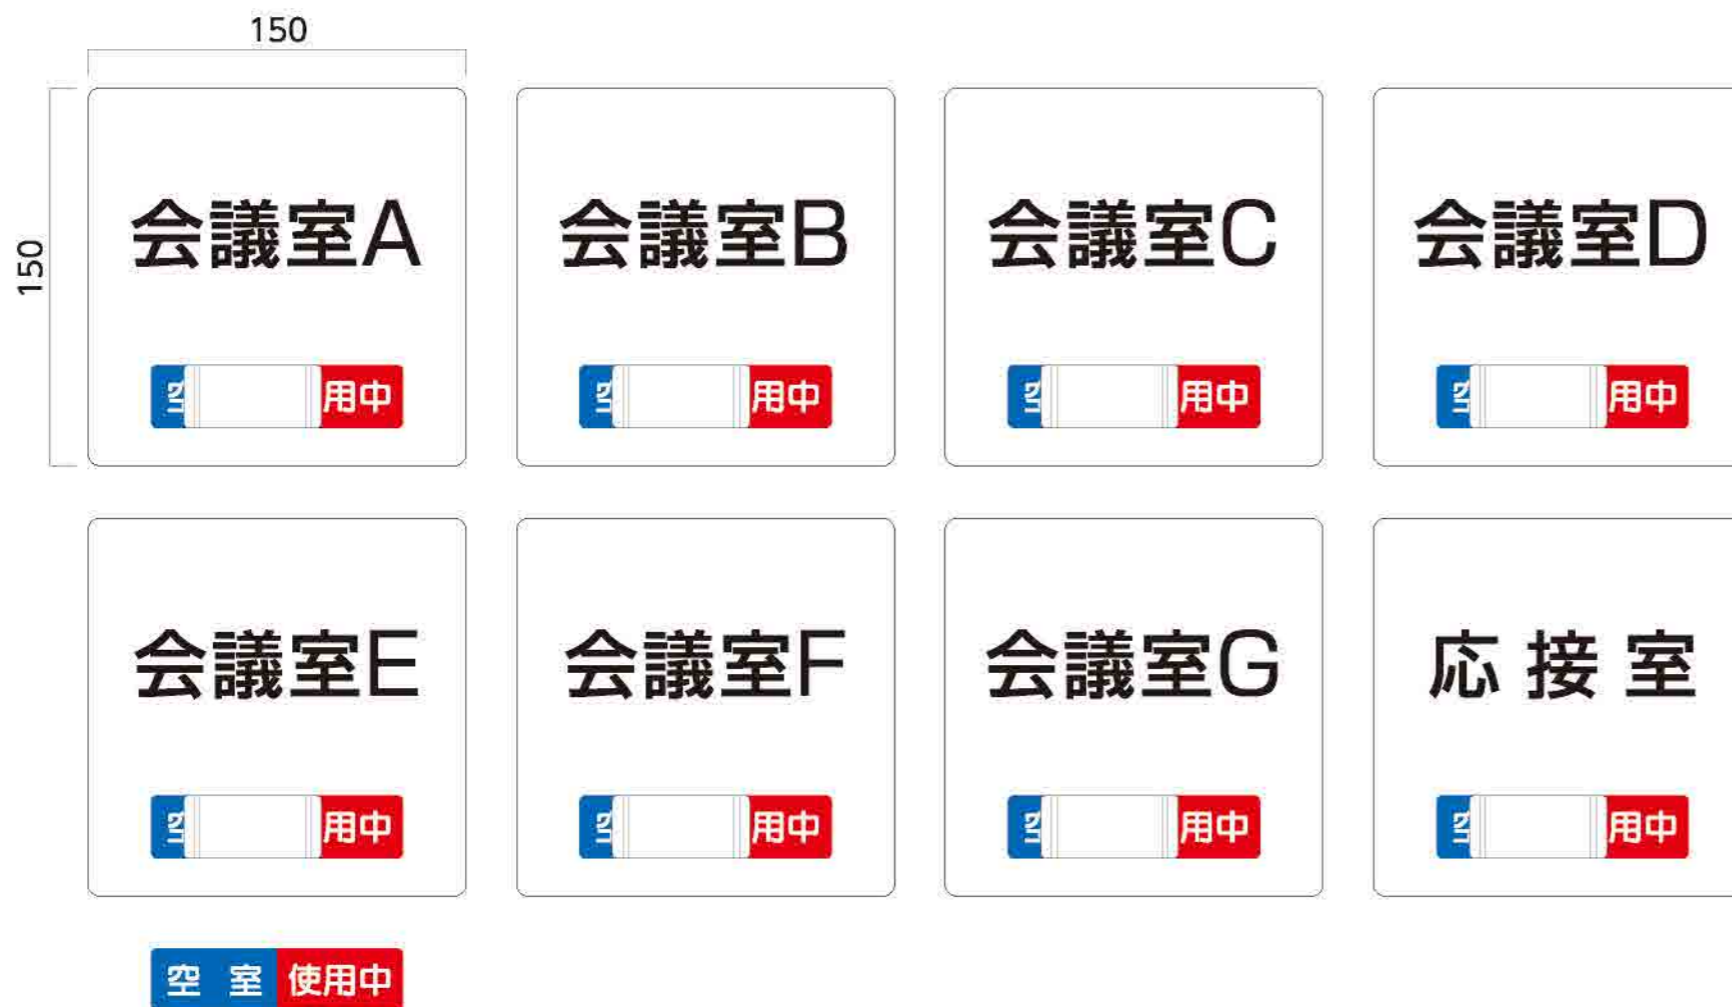 150
150
会議室A
会議室B
会議室C
会議室D
用中
用中
用中
用中
会議室E
会議室F
会議室G
応接室
用中
用中
用中
用中
空室 使用中